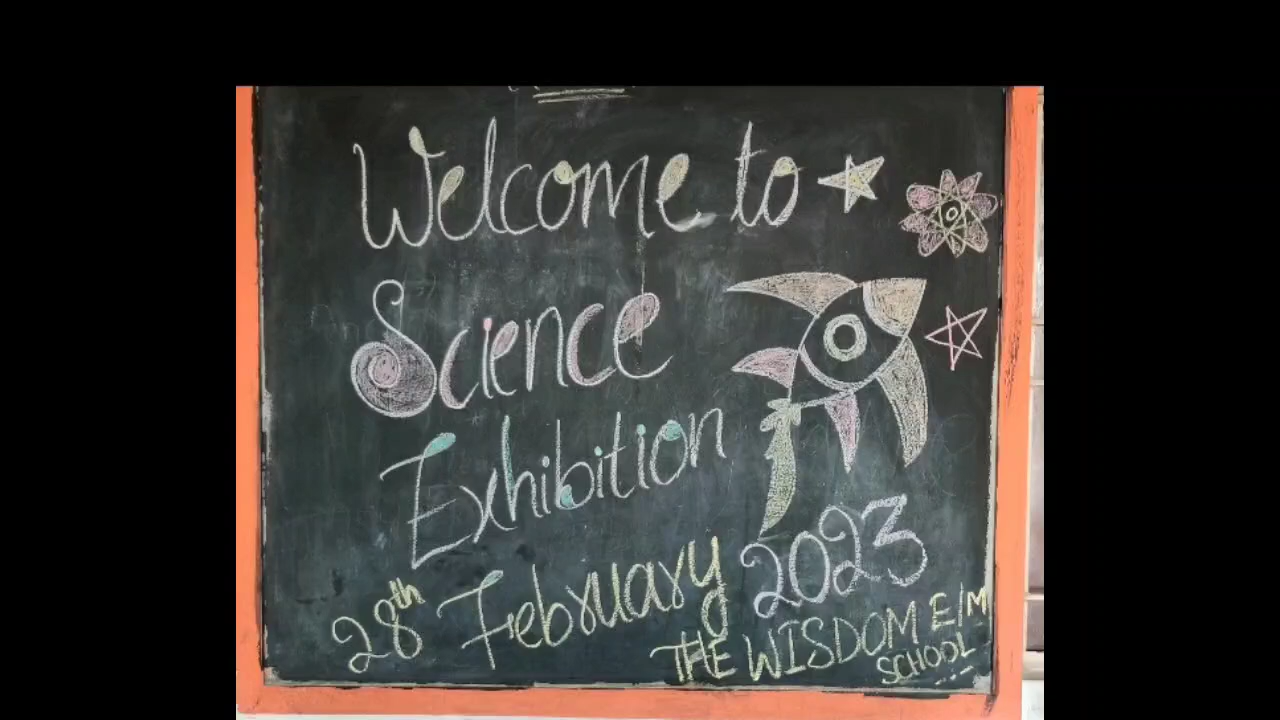 Welcome to
Science
Exhibition
28th February 2023
THE WISDOM E/M
SCHOOL